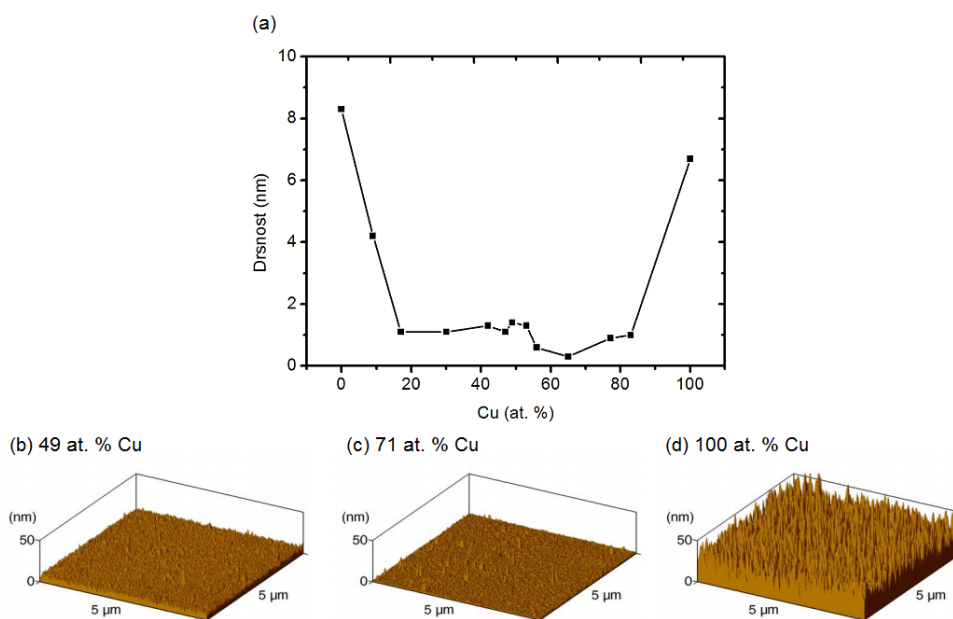 (a)
10
8
6
4
2
0
Drsnost (nm)
0 20 40 60 80 100
Cu (at. %)
(b) 49 at. % Cu
(nm)
50
0
5 µm
5 µm
(c) 71 at. % Cu
(nm)
50
0
5 µm
5 µm
(d) 100 at. % Cu
(nm)
50
0
5 µm
5 µm